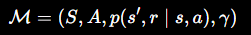 ℳ = (S, A, p(s′, r | s, a), γ)